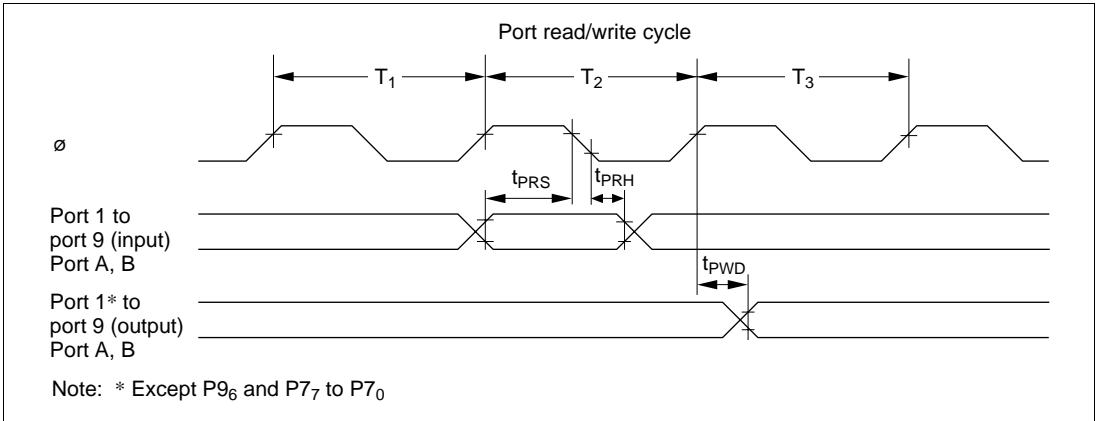 Port read/write cycle
T1 T2 T3
ø
tPRS tPRH
Port 1 to
port 9 (input)
Port A, B
tPWD
Port 1* to
port 9 (output)
Port A, B
Note: * Except P96 and P77 to P70